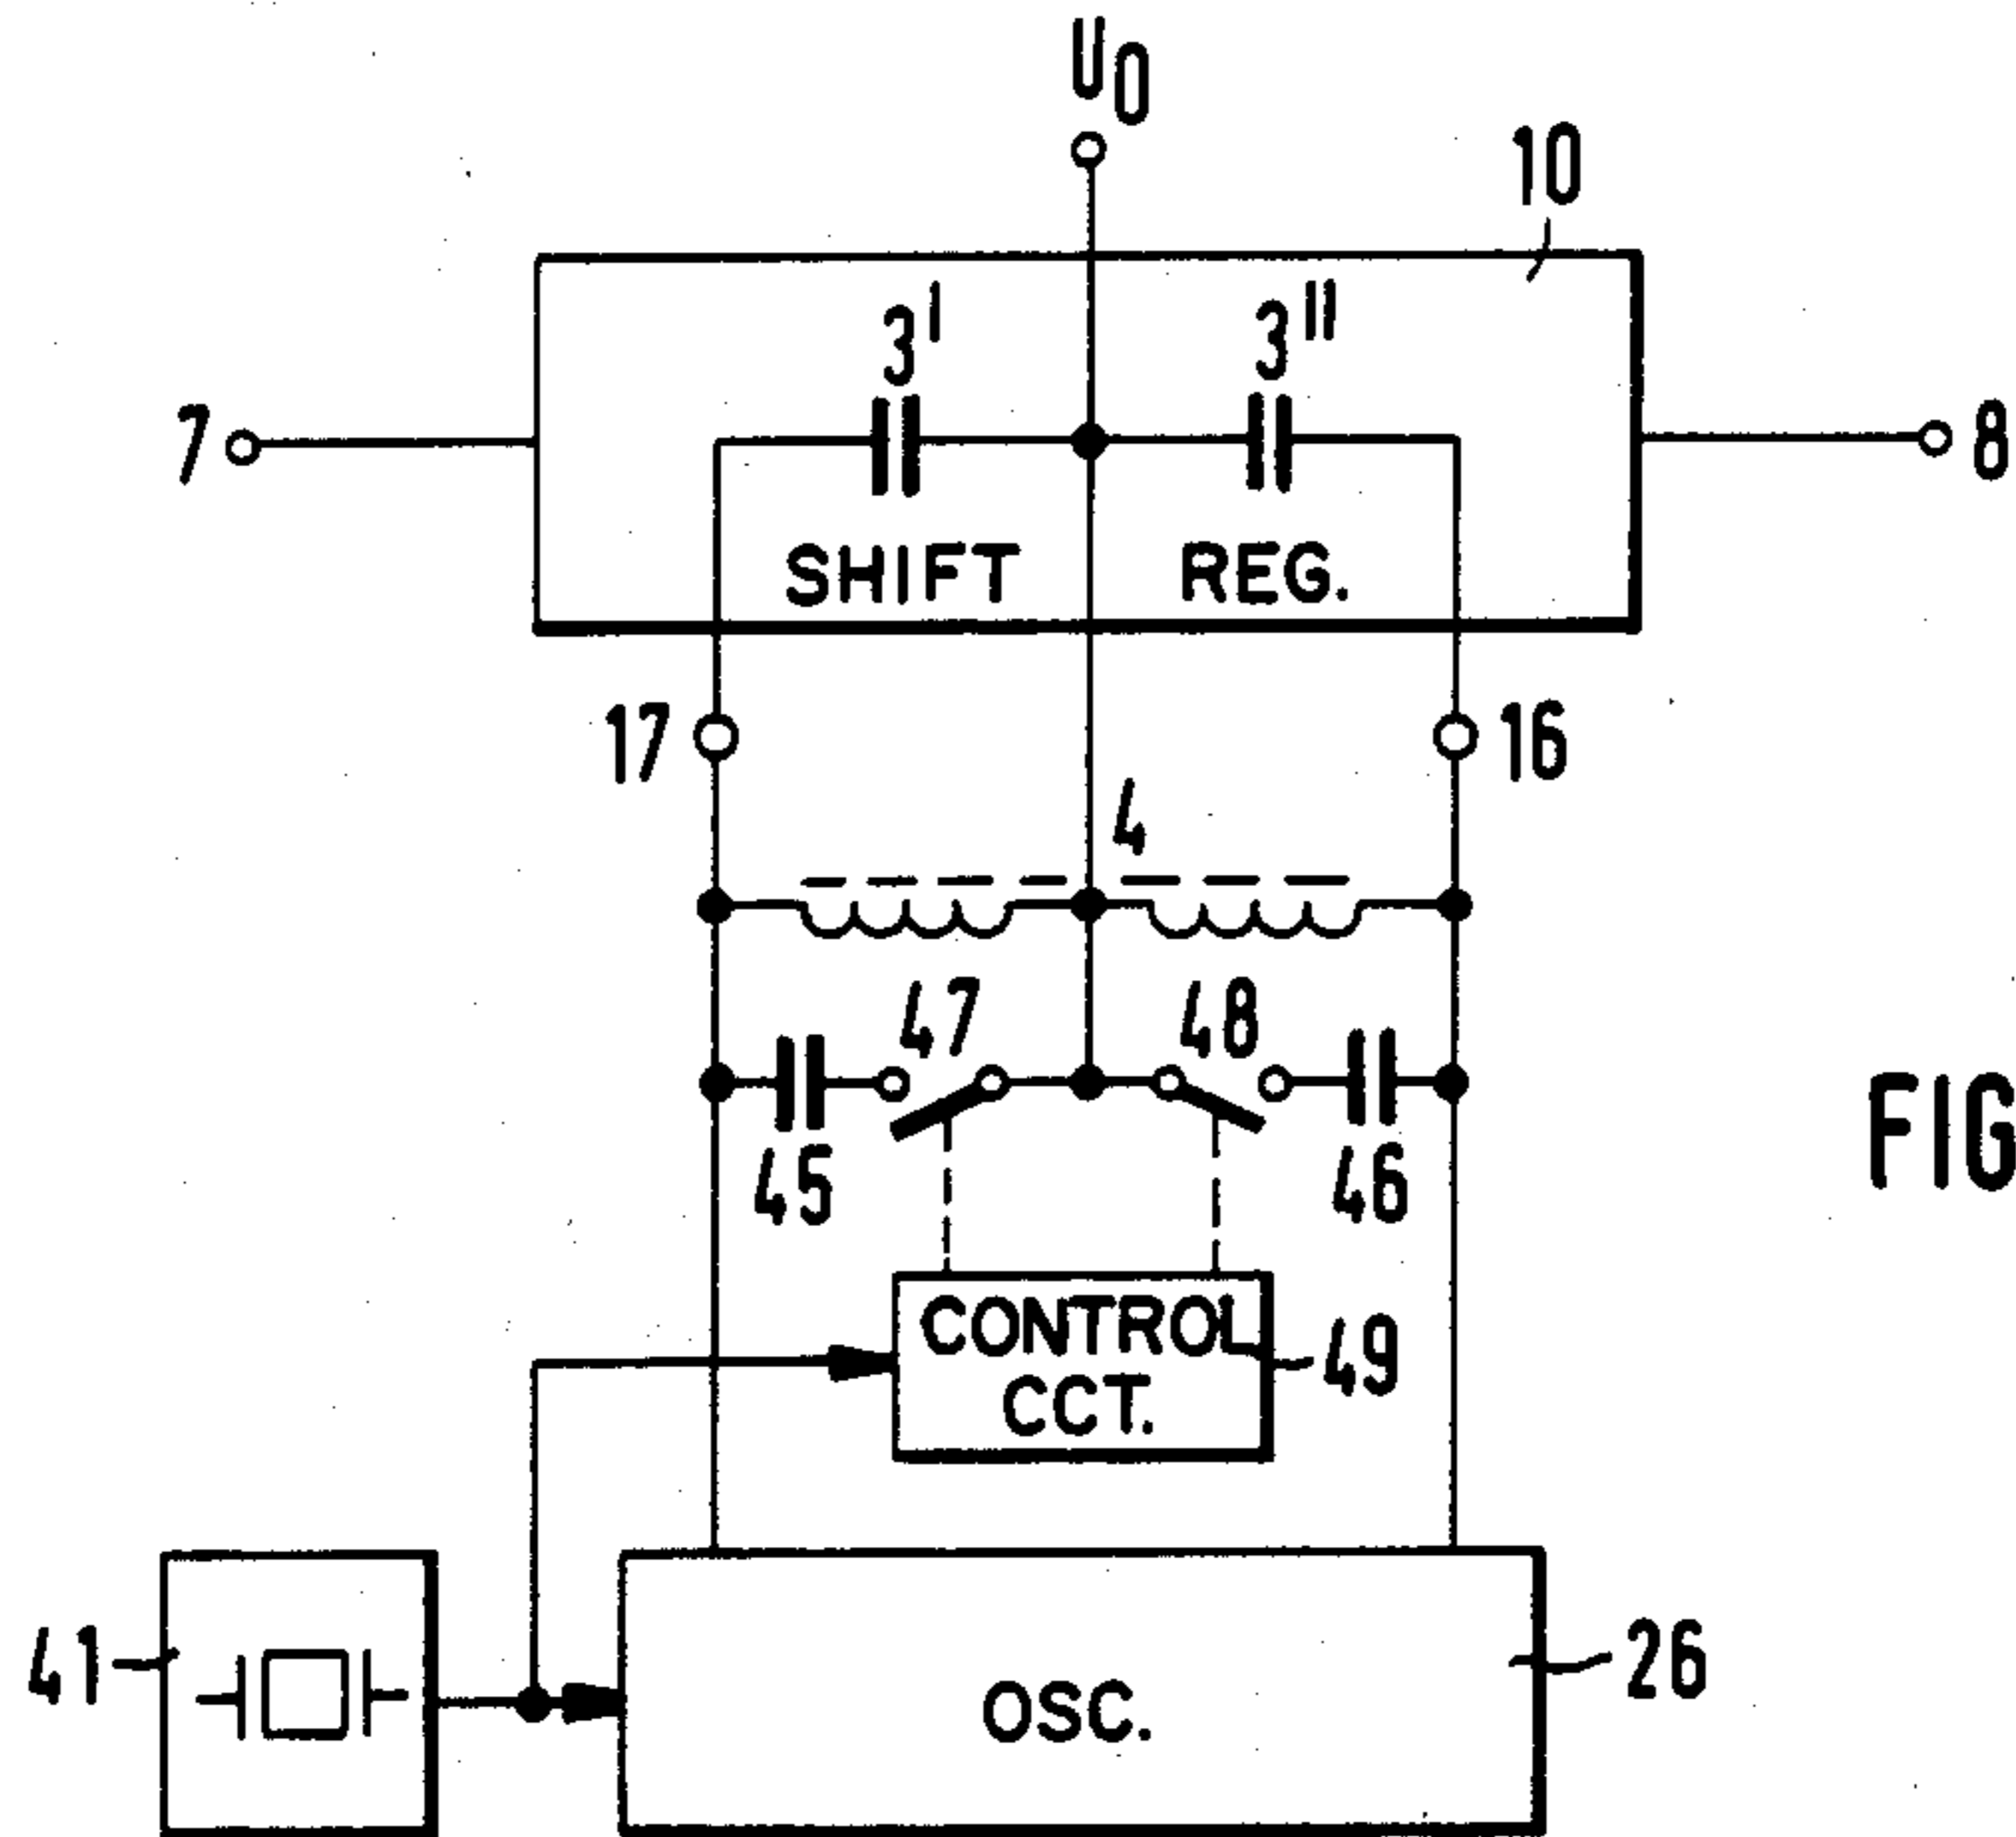 U0
10
3' 3"
7 8
SHIFT REG.
17 16
4
47 48
45 46
FIG
CONTROL 49
CCT.
41 26
OSC.